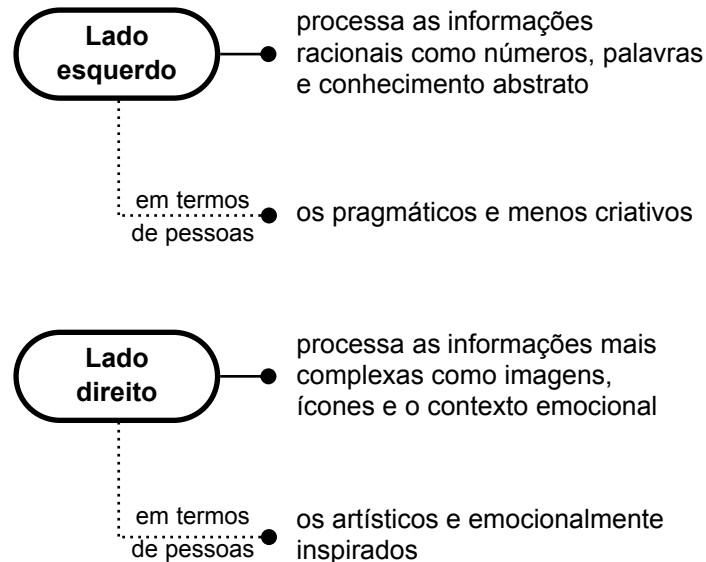 Lado
esquerdo
processa as informações
racionais como números, palavras
e conhecimento abstrato
em termos
de pessoas
os pragmáticos e menos criativos
Lado
direito
processa as informações mais
complexas como imagens,
ícones e o contexto emocional
em termos
de pessoas
os artísticos e emocionalmente
inspirados